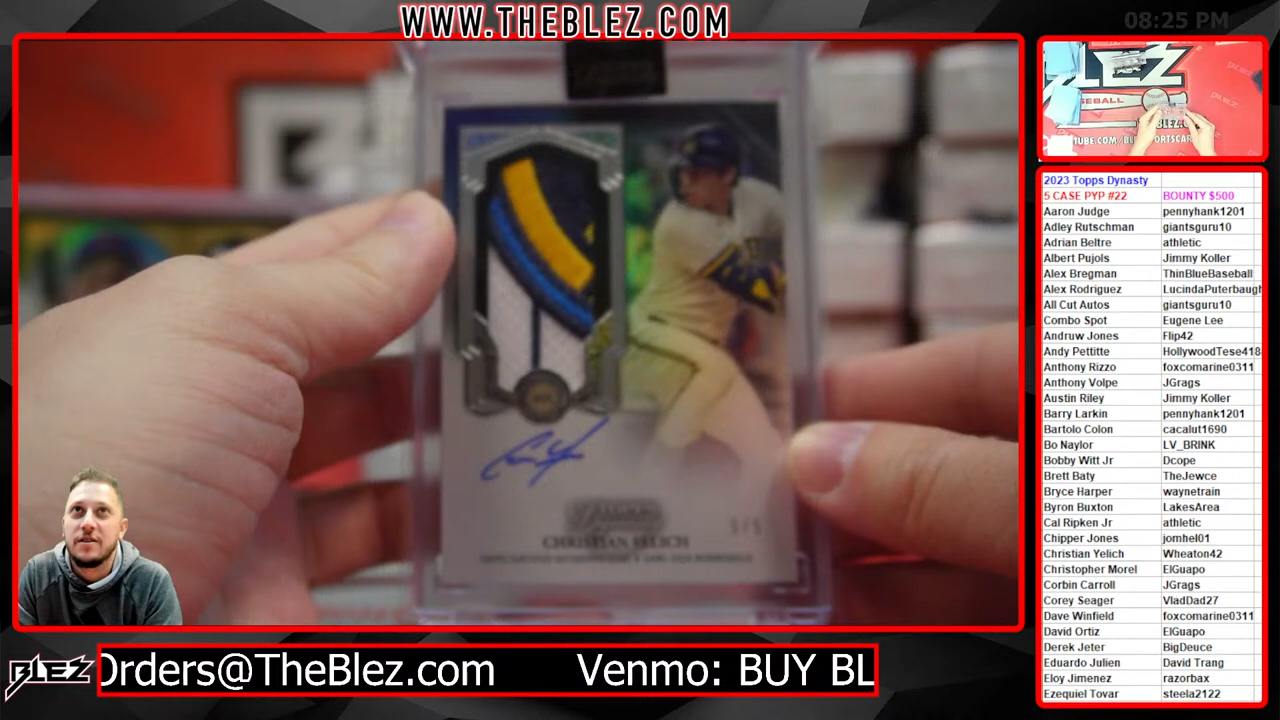 WWW.THEBLEZ.COM
08:25 PM
BLEZ
2023 Topps Dynasty
5 CASE PYP #22 BOUNTY $500
Aaron Judge pennyhank1201
Adley Rutschman giantsguru10
Adrian Beltre athletic
Albert Pujols Jimmy Koller
Alex Bregman ThinBlueBaseball
Alex Rodriguez LucindaPuterbaugh
All Cut Autos giantsguru10
Combo Spot Eugene Lee
Andruw Jones Flip42
Andy Pettitte HollywoodTese418
Anthony Rizzo foxcomarine0311
Anthony Volpe JGrags
Austin Riley Jimmy Koller
Barry Larkin pennyhank1201
Bartolo Colon cacalut1690
Bo Naylor LV_BRINK
Bobby Witt Jr Dcope
Brett Baty TheJewce
Bryce Harper waynetrain
Byron Buxton LakesArea
Cal Ripken Jr athletic
Chipper Jones jomhel01
Christian Yelich Wheaton42
Christopher Morel ElGuapo
Corbin Carroll JGrags
Corey Seager VladDad27
Dave Winfield foxcomarine0311
David Ortiz ElGuapo
Derek Jeter BigDeuce
Eduardo Julien David Trang
Eloy Jimenez razorbax
Ezequiel Tovar steela2122
CHRISTIAN YELICH
BLEZ
Orders@TheBlez.com Venmo: BUY BL